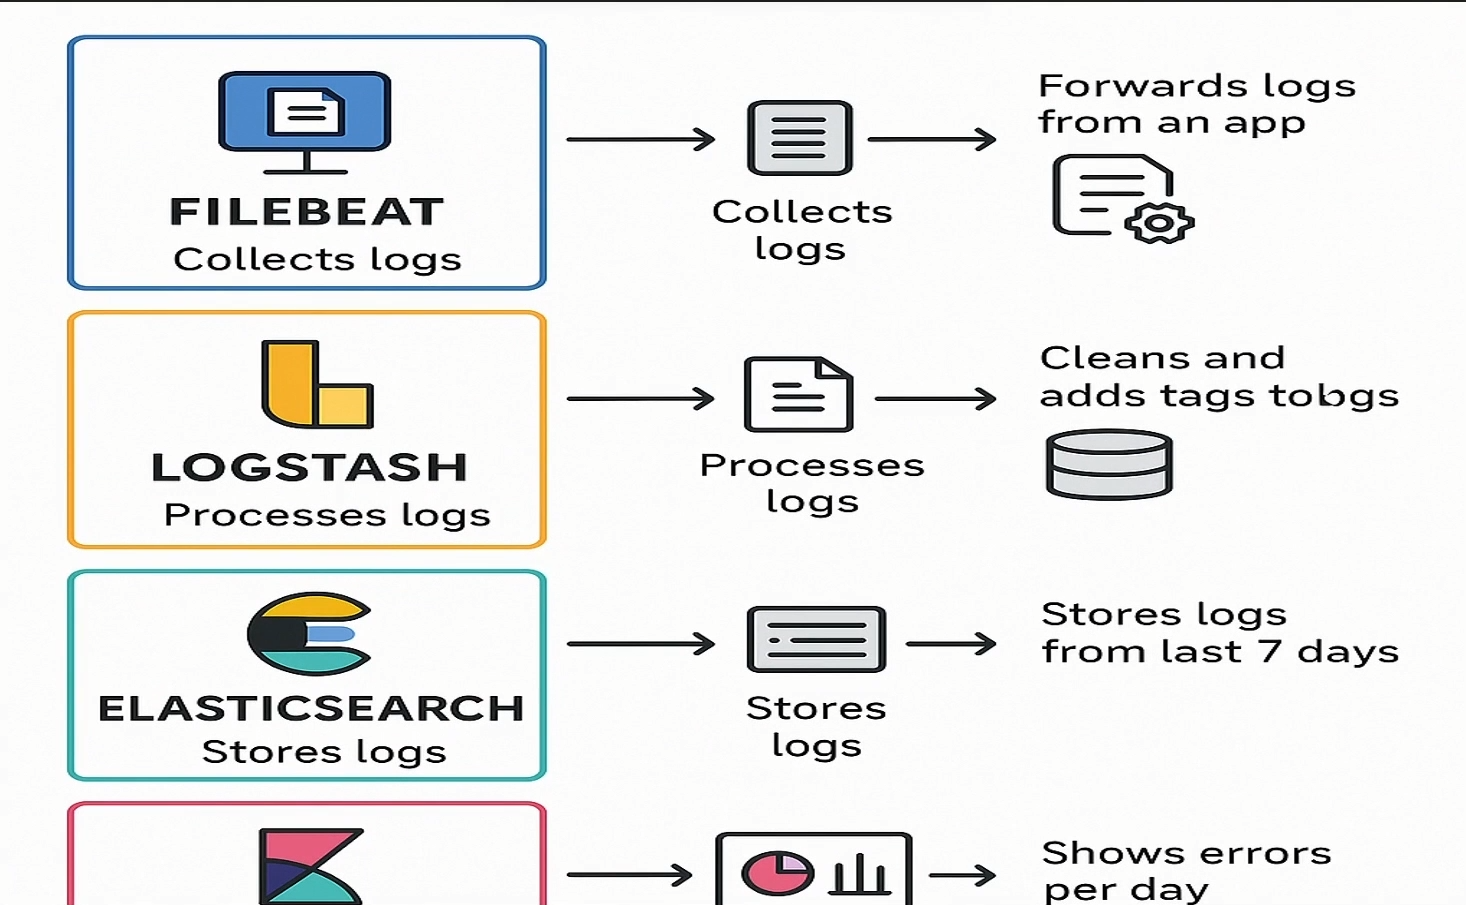 FILEBEAT
Collects logs
Collects
logs
Forwards logs
from an app
LOGSTASH
Processes logs
Processes
logs
Cleans and
adds tags tobgs
ELASTICSEARCH
Stores logs
Stores
logs
Stores logs
from last 7 days
Shows errors
per day